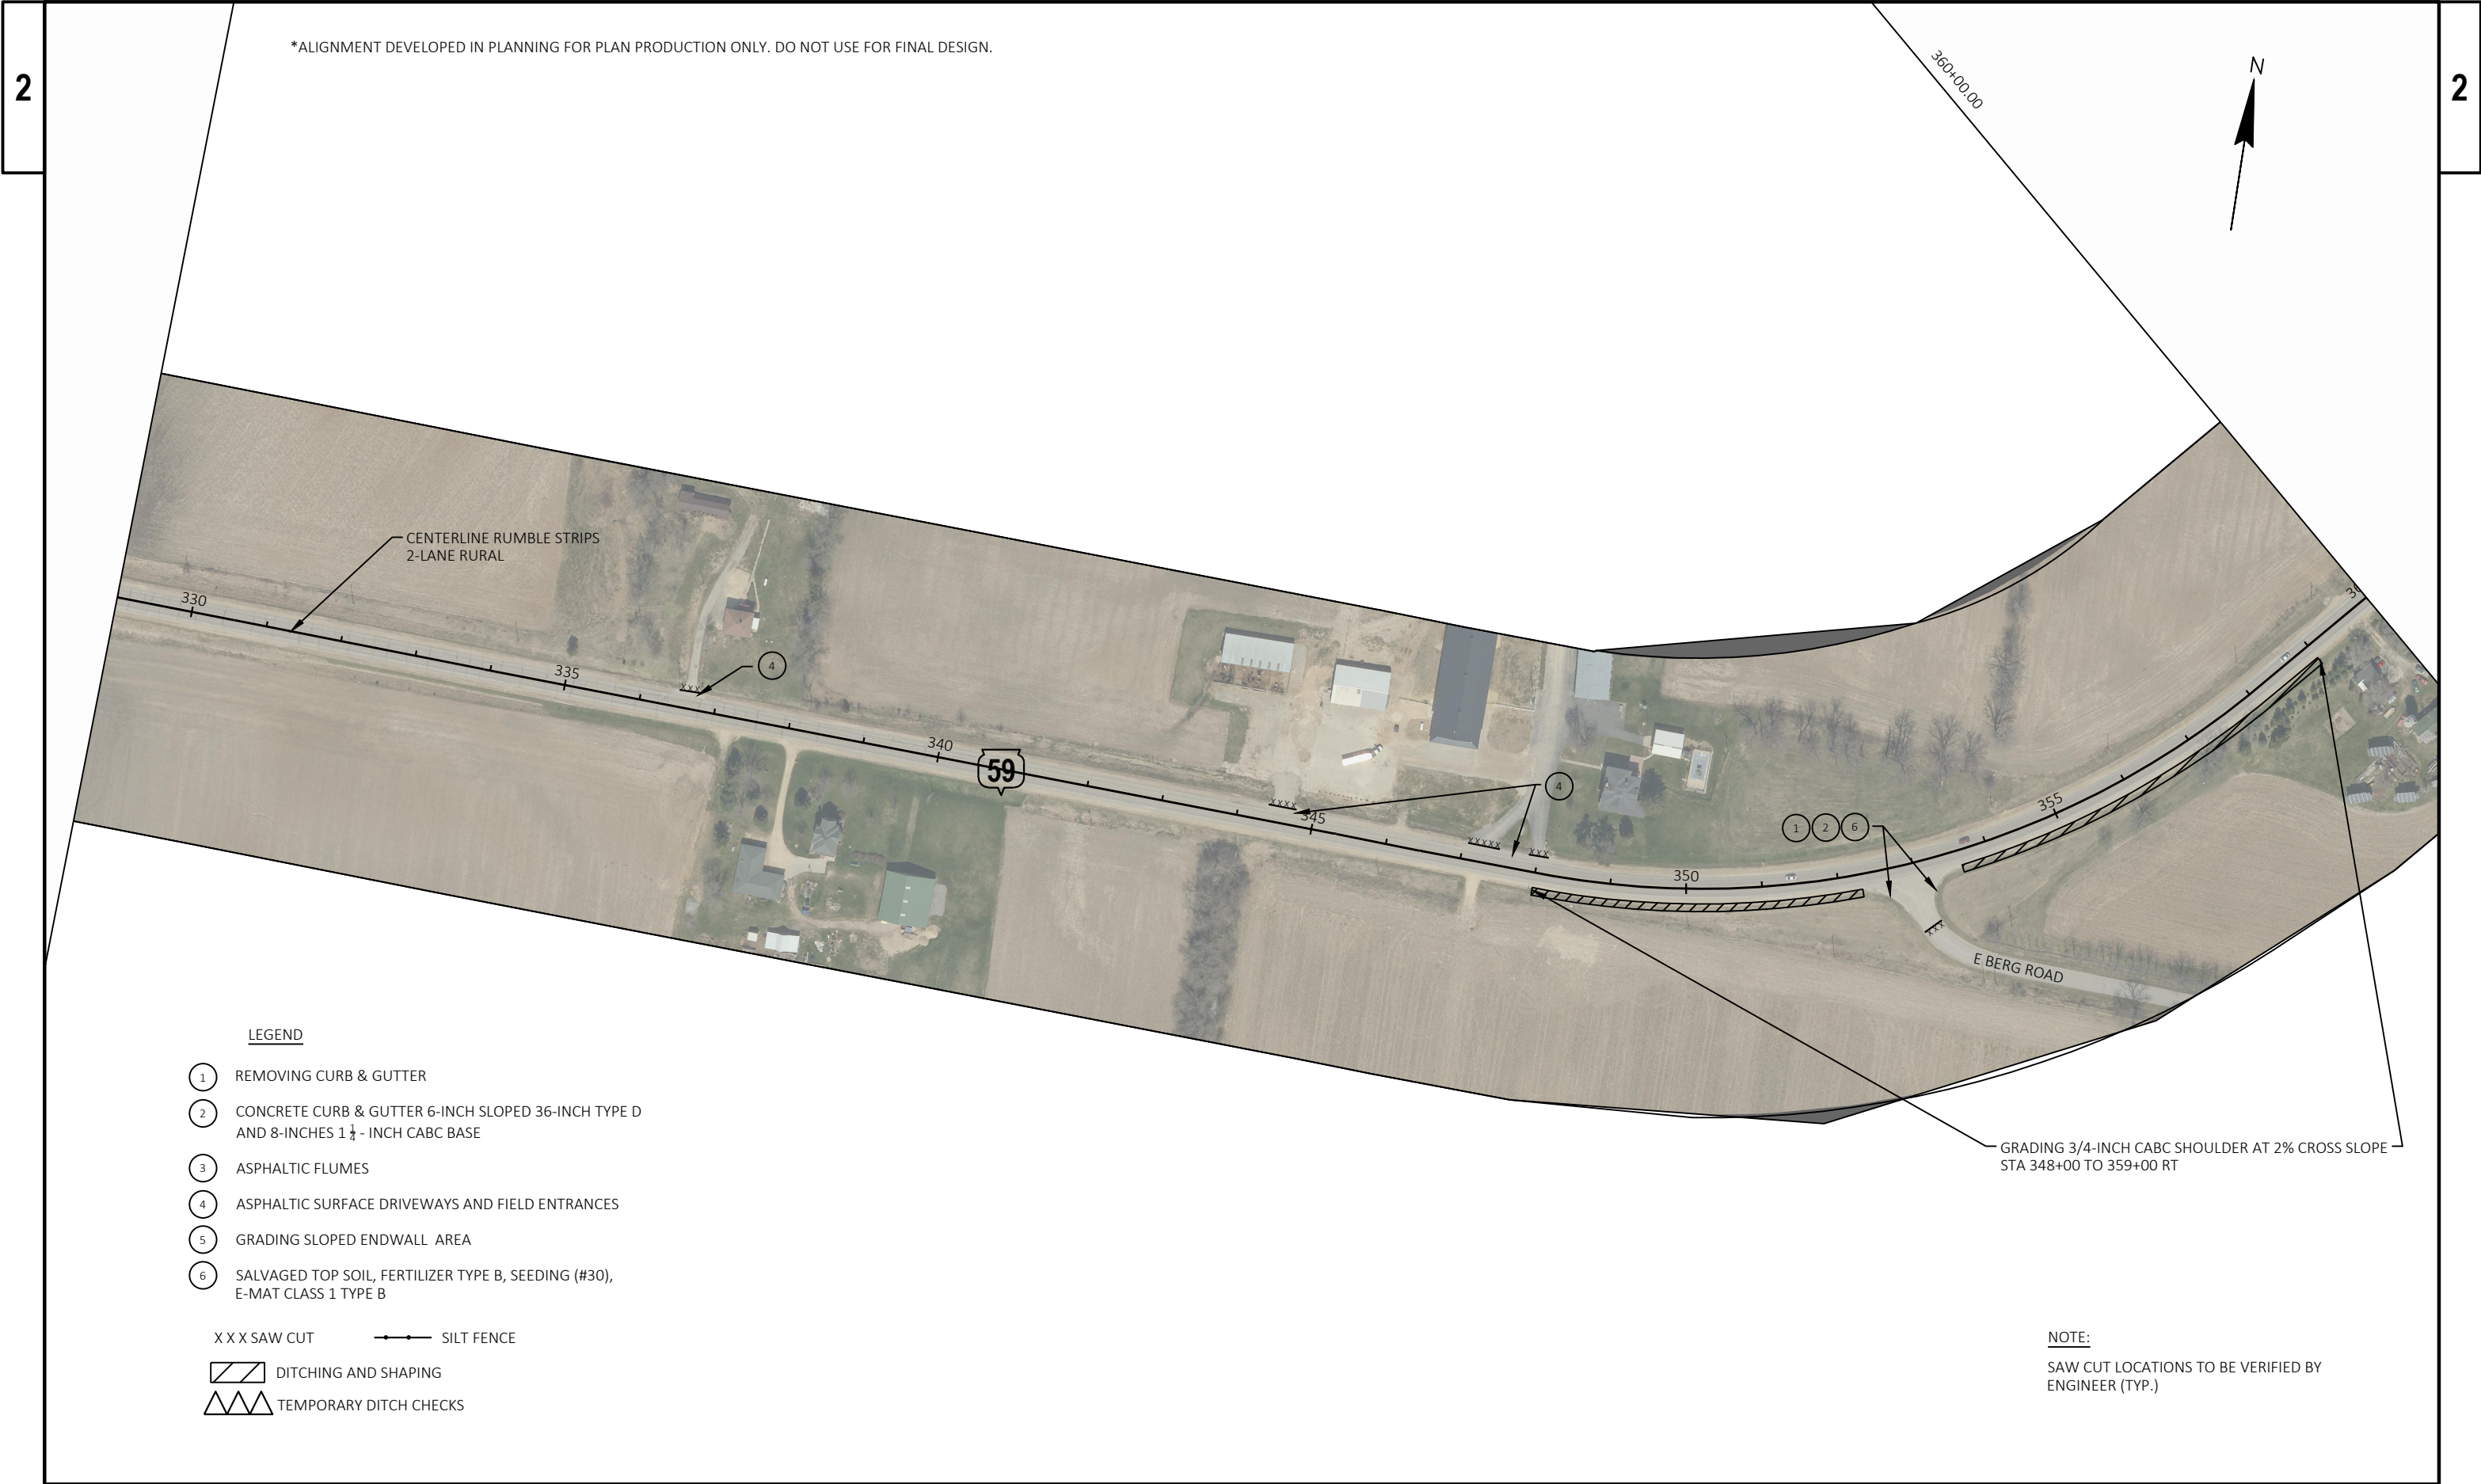 *ALIGNMENT DEVELOPED IN PLANNING FOR PLAN PRODUCTION ONLY. DO NOT USE FOR FINAL DESIGN.
2
2
360+00.00
N
CENTERLINE RUMBLE STRIPS
2-LANE RURAL
330
335
4
340
59
345
4
350
1 2 6
355
E BERG ROAD
GRADING 3/4-INCH CABC SHOULDER AT 2% CROSS SLOPE
STA 348+00 TO 359+00 RT
XXX
XXXX
XXXXX
XXX
XXX
LEGEND
1 REMOVING CURB & GUTTER
2 CONCRETE CURB & GUTTER 6-INCH SLOPED 36-INCH TYPE D
AND 8-INCHES 1 1/4 - INCH CABC BASE
3 ASPHALTIC FLUMES
4 ASPHALTIC SURFACE DRIVEWAYS AND FIELD ENTRANCES
5 GRADING SLOPED ENDWALL AREA
6 SALVAGED TOP SOIL, FERTILIZER TYPE B, SEEDING (#30),
E-MAT CLASS 1 TYPE B
X X X SAW CUT SILT FENCE
DITCHING AND SHAPING
TEMPORARY DITCH CHECKS
NOTE:
SAW CUT LOCATIONS TO BE VERIFIED BY
ENGINEER (TYP.)